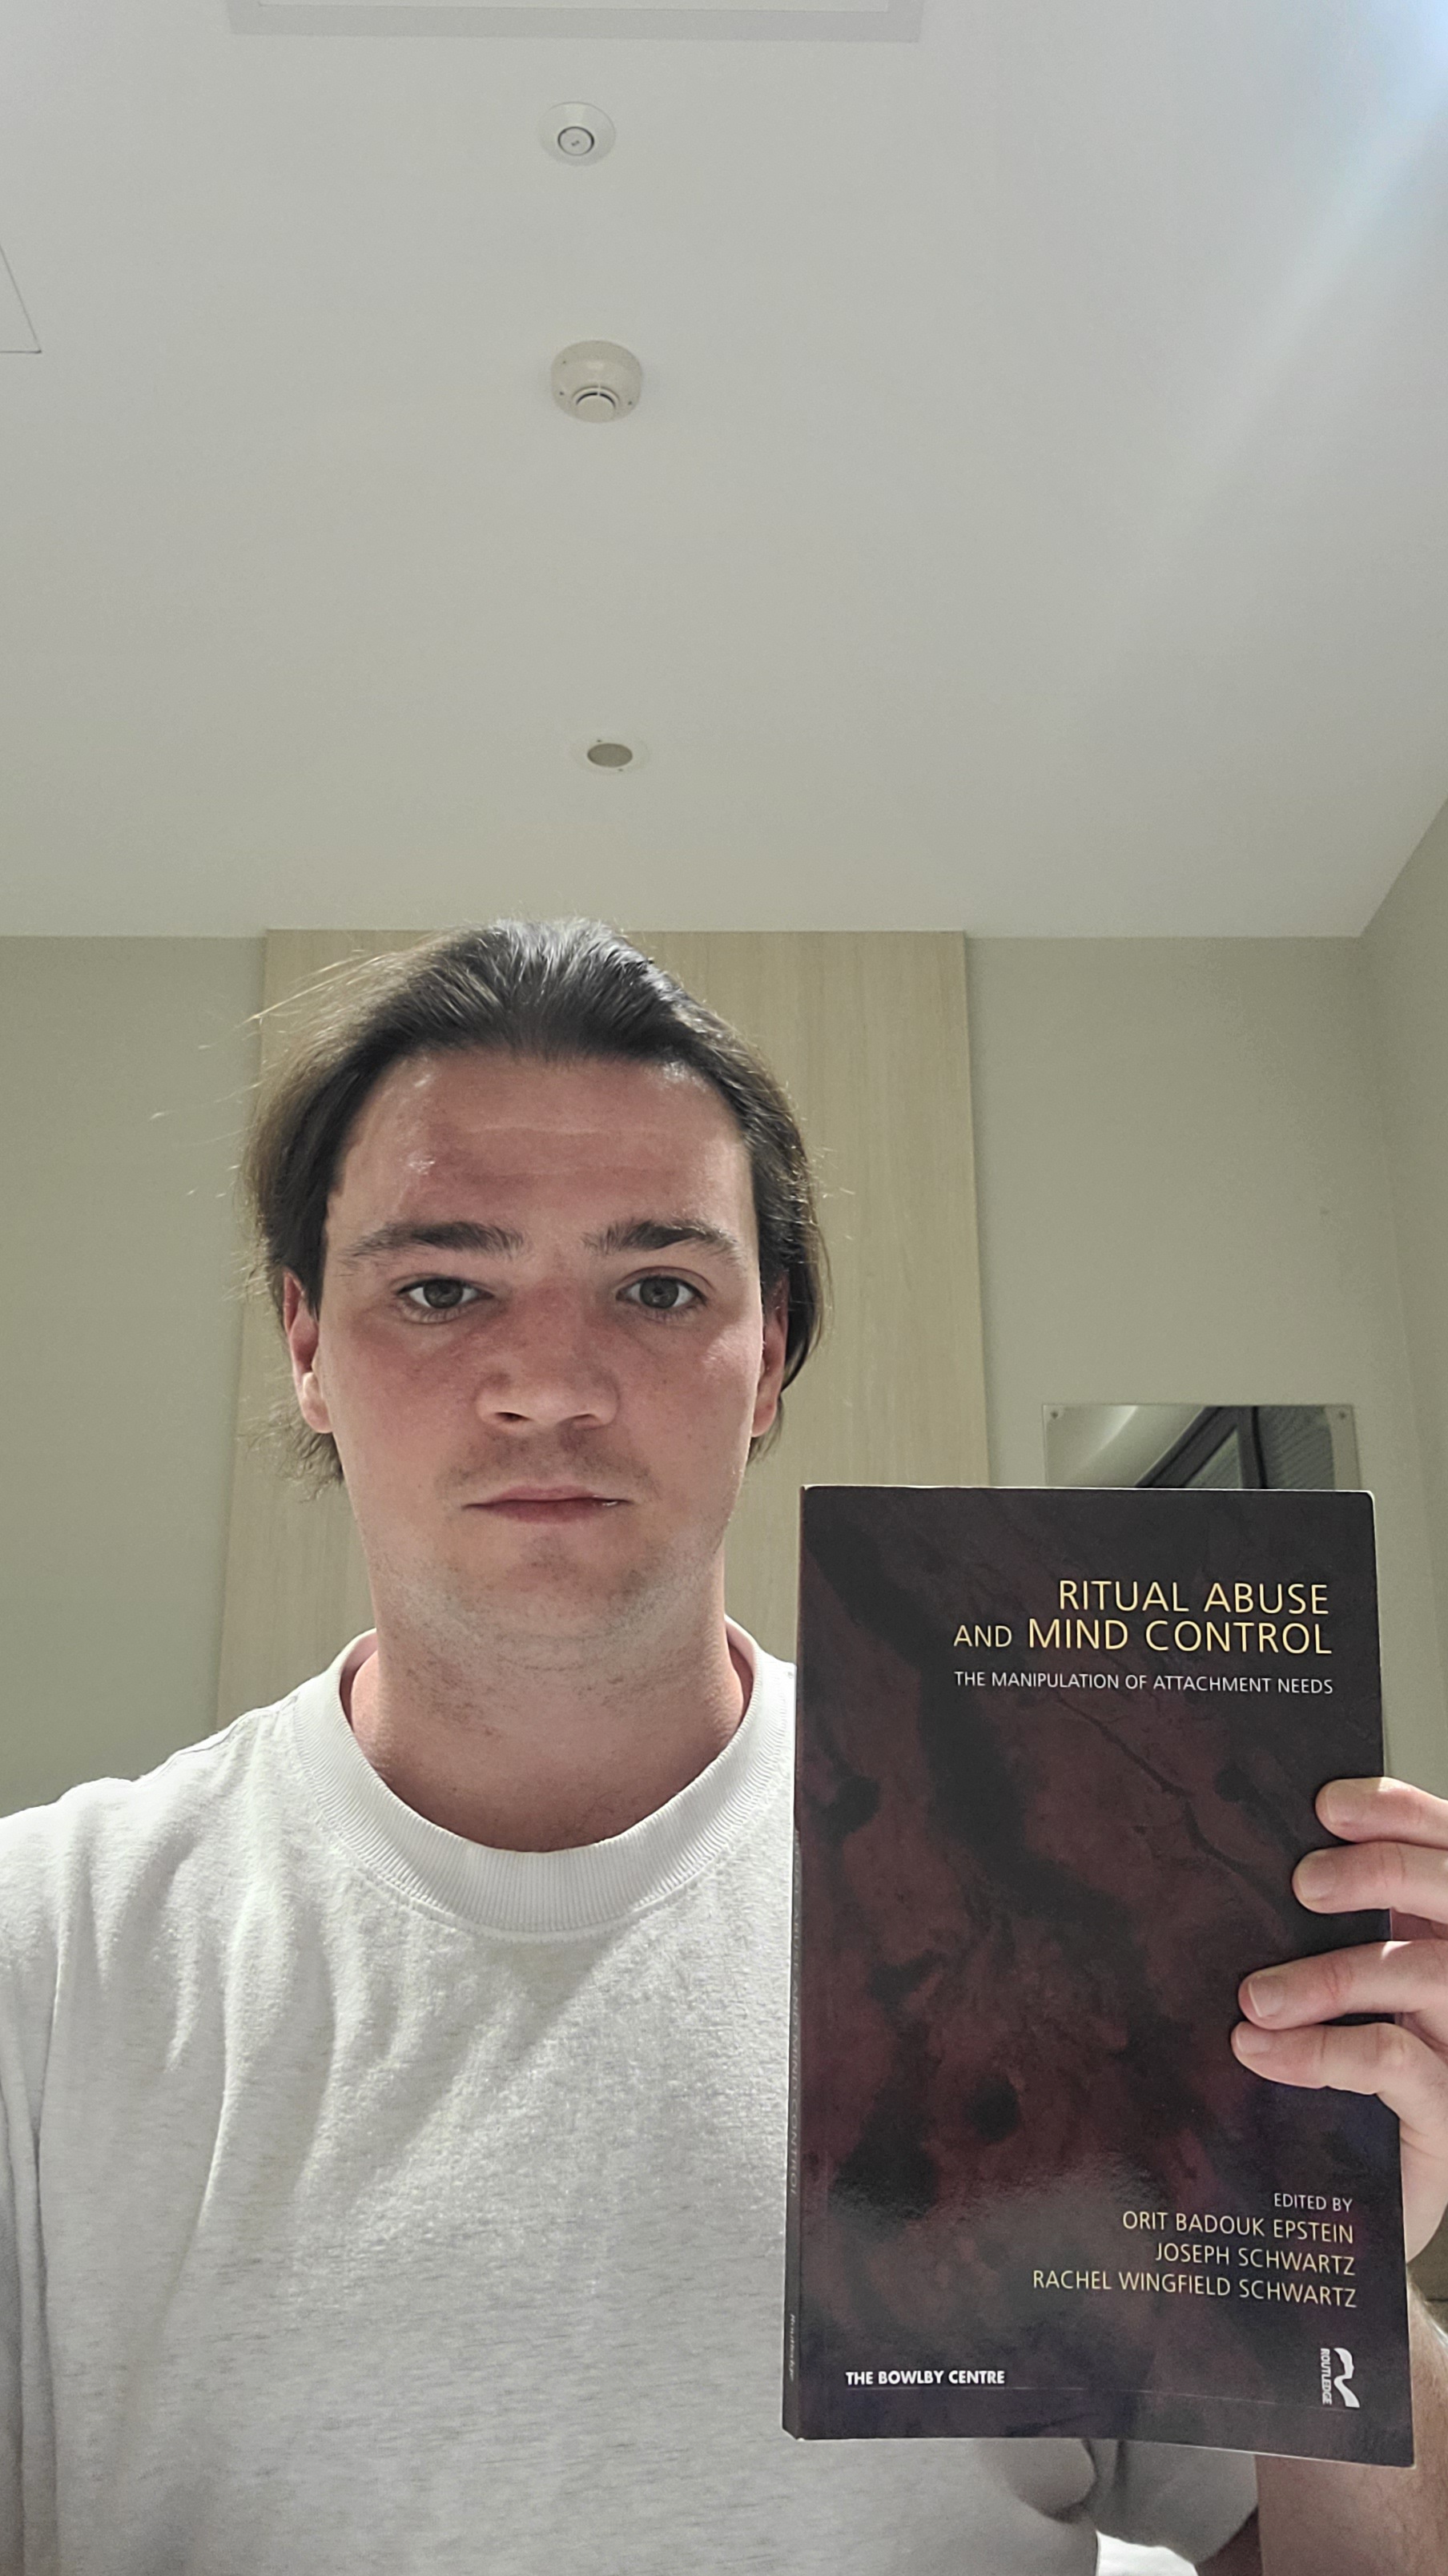 RITUAL ABUSE
AND MIND CONTROL
THE MANIPULATION OF ATTACHMENT NEEDS
EDITED BY
ORIT BADOUK EPSTEIN
JOSEPH SCHWARTZ
RACHEL WINGFIELD SCHWARTZ
THE BOWLBY CENTRE
ROUTLEDGE